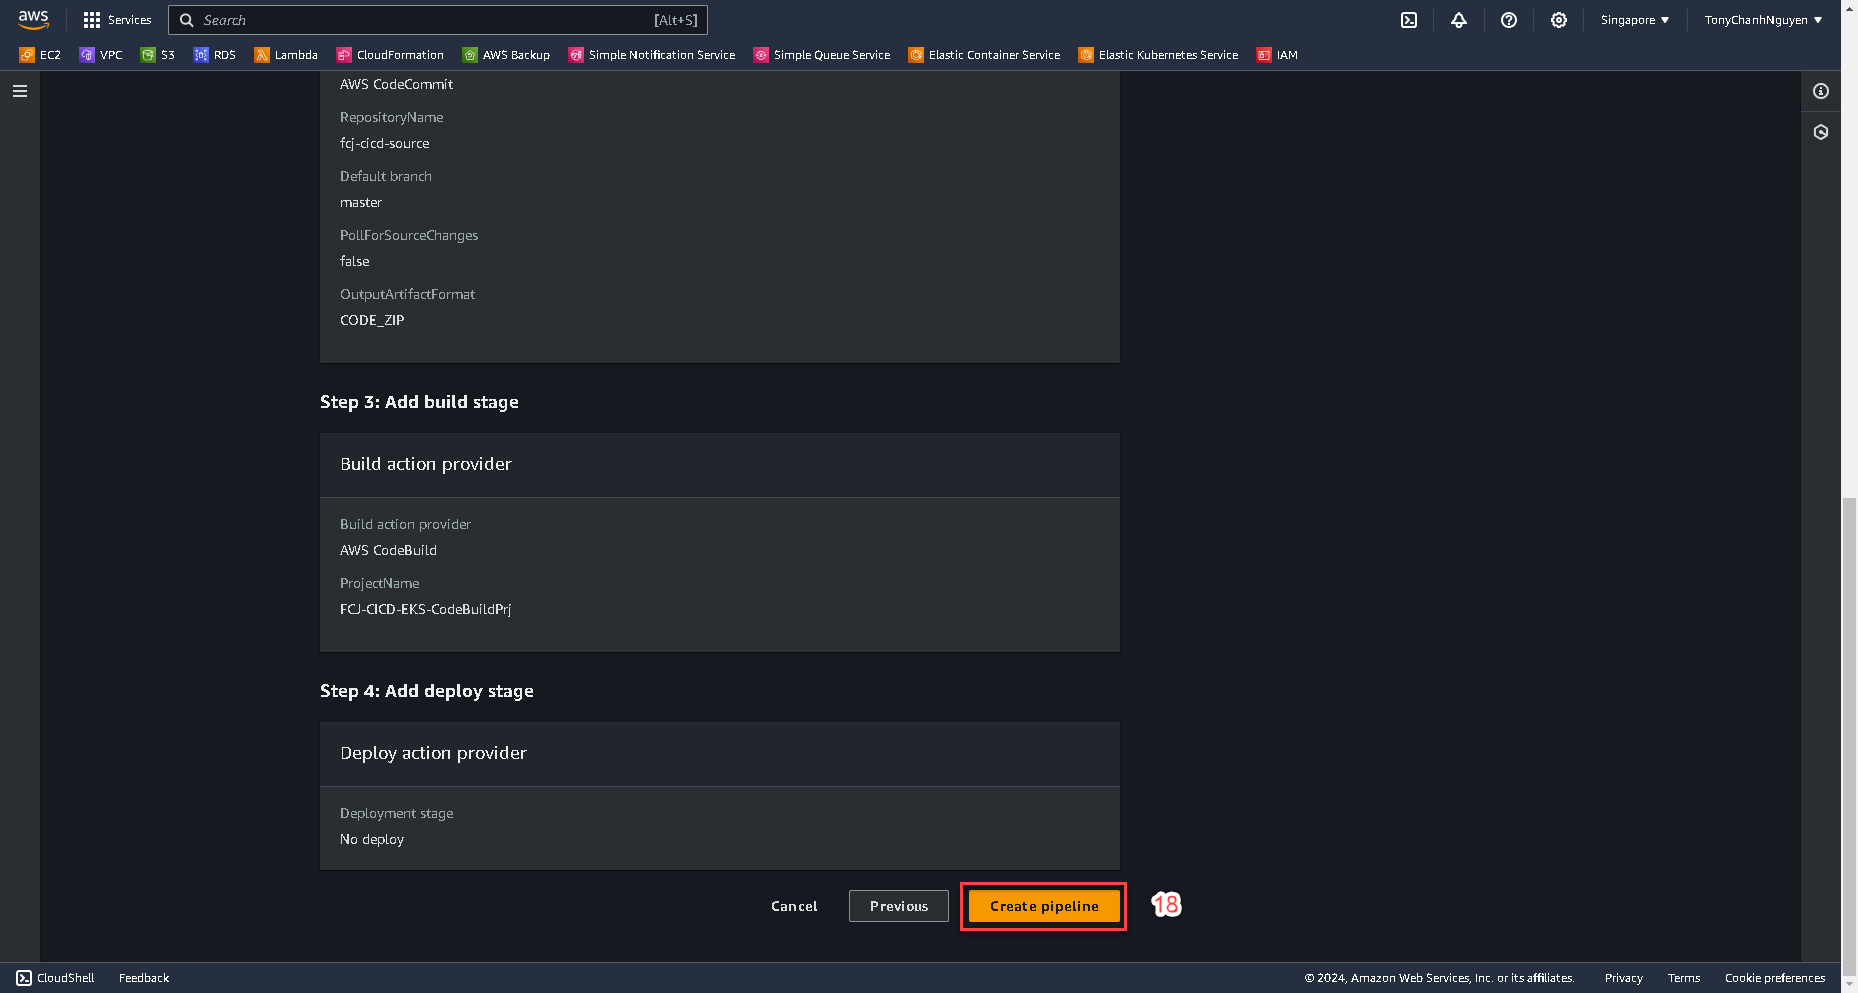 aws
Services
Search
[Alt+S]
Singapore
TonyChanhNguyen
EC2
VPC
S3
RDS
Lambda
CloudFormation
AWS Backup
Simple Notification Service
Simple Queue Service
Elastic Container Service
Elastic Kubernetes Service
IAM
AWS CodeCommit
RepositoryName
fcj-cicd-source
Default branch
master
PollForSourceChanges
false
OutputArtifactFormat
CODE_ZIP
Step 3: Add build stage
Build action provider
Build action provider
AWS CodeBuild
ProjectName
FCJ-CICD-EKS-CodeBuildPrj
Step 4: Add deploy stage
Deploy action provider
Deployment stage
No deploy
Cancel
Previous
Create pipeline
18
CloudShell
Feedback
© 2024, Amazon Web Services, Inc. or its affiliates.
Privacy
Terms
Cookie preferences